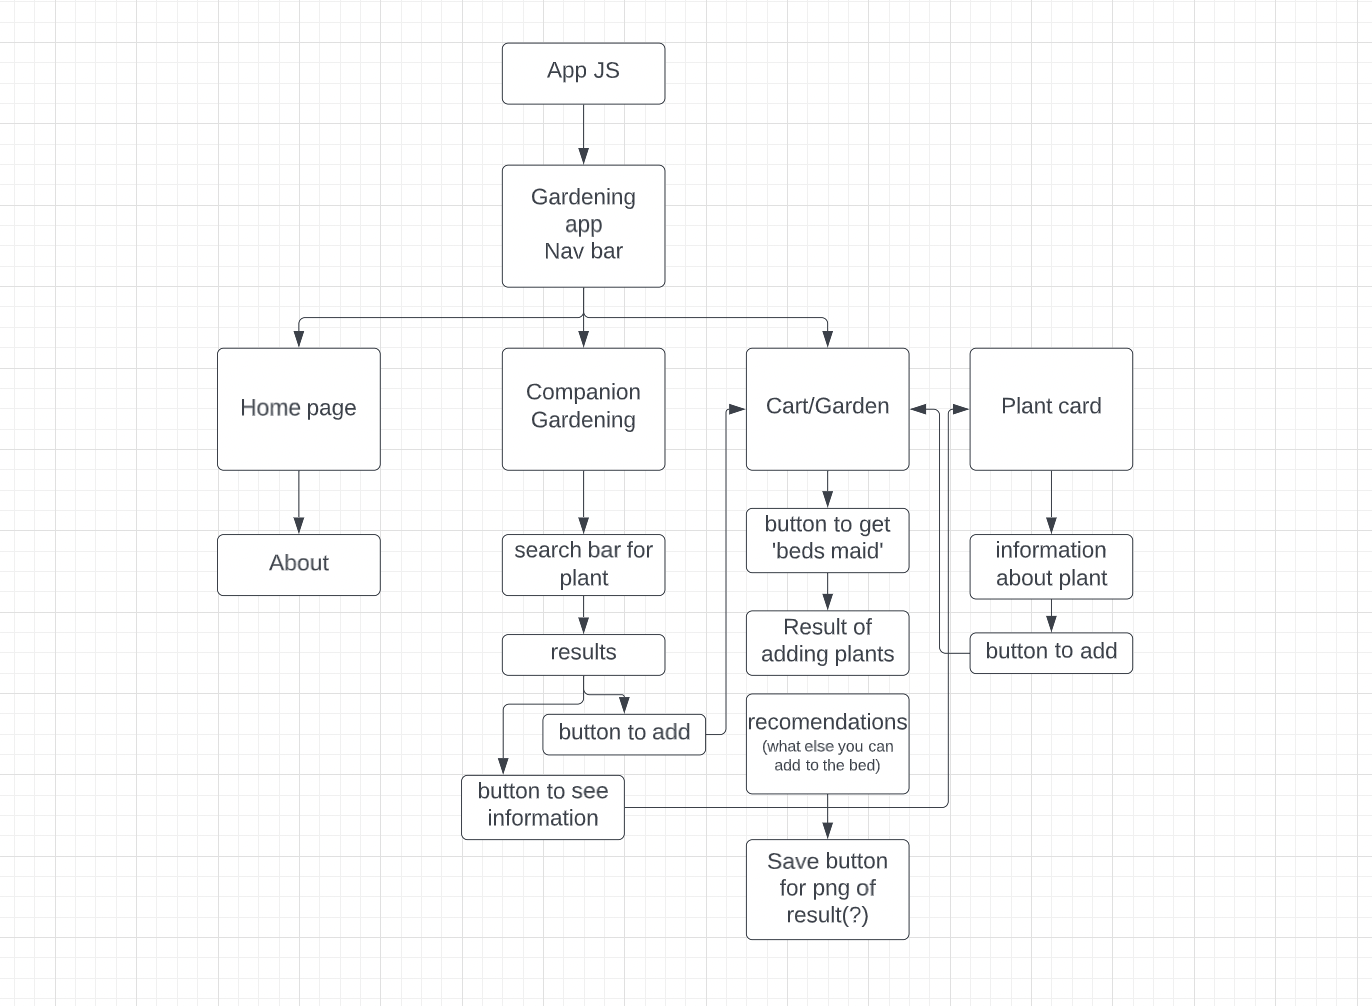 App JS
Gardening
app
Nav bar
Home page
Companion
Gardening
Cart/Garden
Plant card
About
search bar for
plant
button to get
'beds maid'
information
about plant
results
Result of
adding plants
button to add
button to add
recomendations
(what else you can
add to the bed)
button to see
information
Save button
for png of
result(?)